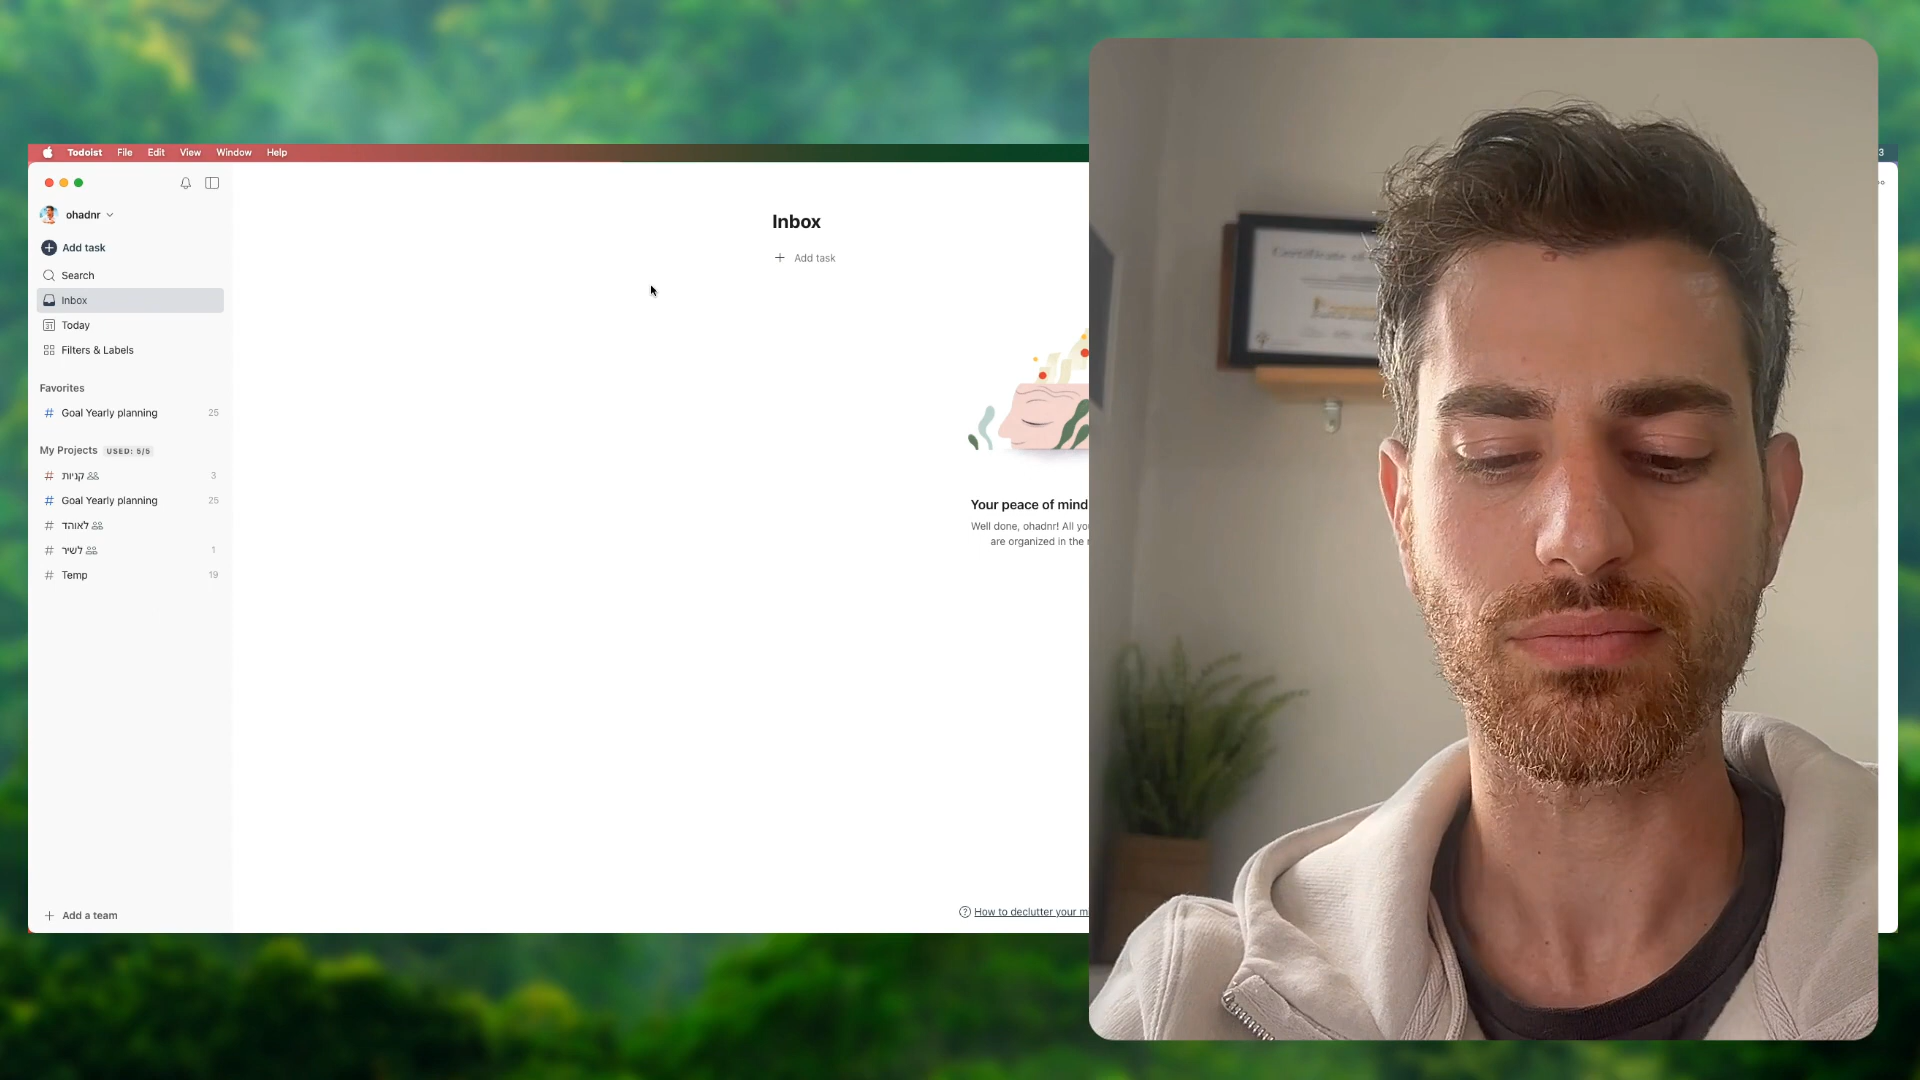 Todoist File Edit View Window Help
3
ohadnr
Add task
Search
Inbox
Today
Filters & Labels
Favorites
Goal Yearly planning 25
My Projects USED: 5/5
# קניות 3
# Goal Yearly planning 25
# לאוהד
# לשיר 1
# Temp 19
+ Add a team
Inbox
+ Add task
Your peace of mind
Well done, ohadnr! All yo
are organized in the
How to declutter your m
Certificate